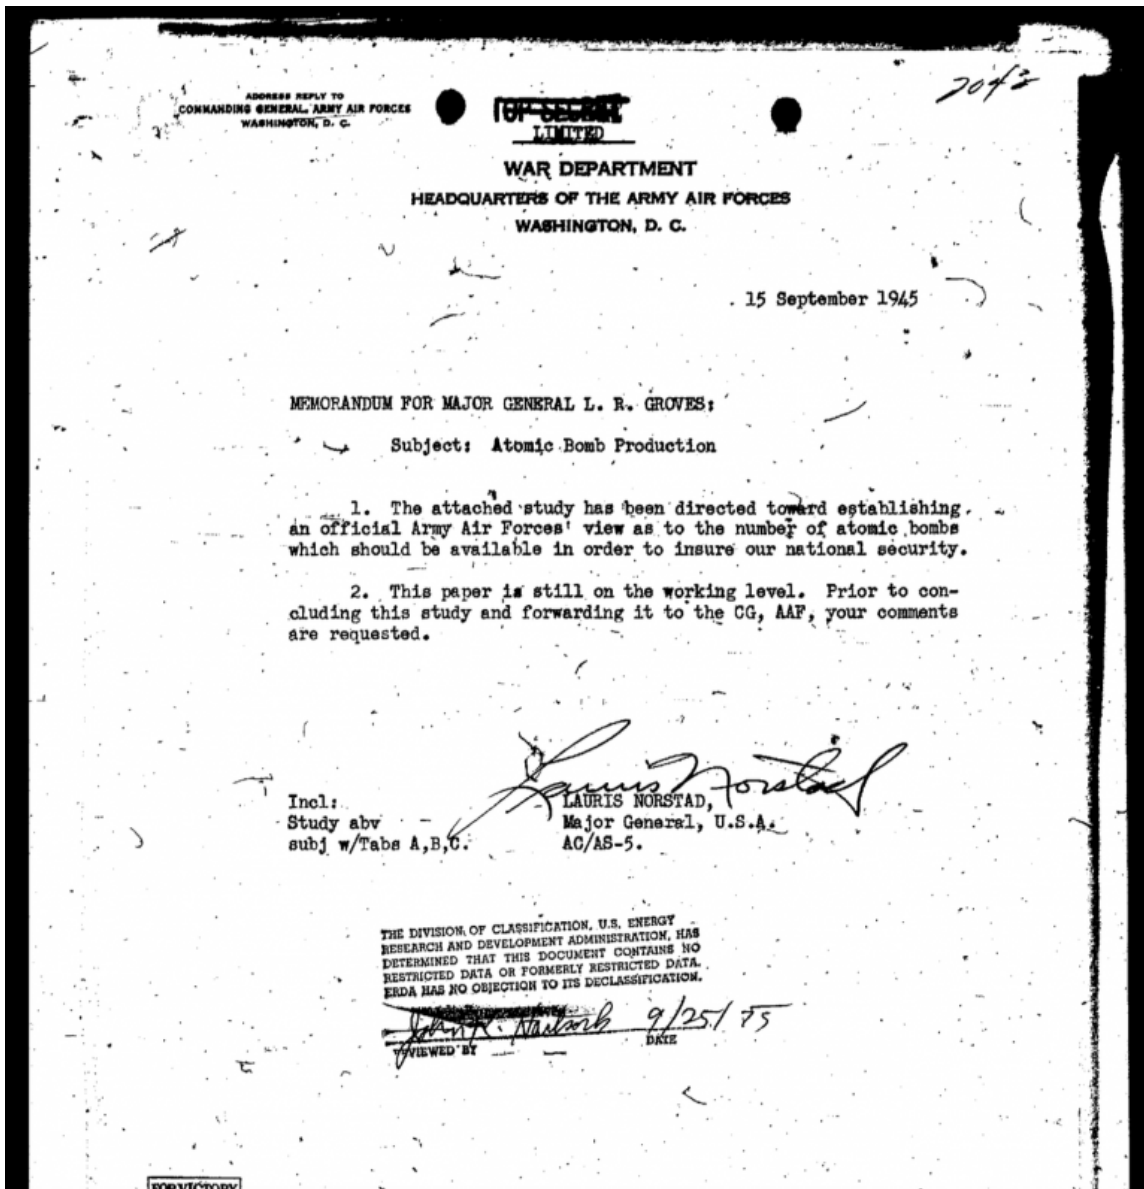 2042
ADDRESS REPLY TO
COMMANDING GENERAL, ARMY AIR FORCES
WASHINGTON, D. C.
TOP SECRET
LIMITED
WAR DEPARTMENT
HEADQUARTERS OF THE ARMY AIR FORCES
WASHINGTON, D. C.
15 September 1945
MEMORANDUM FOR MAJOR GENERAL L. R. GROVES:
Subject: Atomic Bomb Production
1. The attached study has been directed toward establishing
an official Army Air Forces' view as to the number of atomic bombs
which should be available in order to insure our national security.
2. This paper is still on the working level. Prior to con-
cluding this study and forwarding it to the CG, AAF, your comments
are requested.
Lauris Norstad
Incl: LAURIS NORSTAD,
Study abv Major General, U.S.A.
subj w/Tabs A,B,C. AC/AS-5.
THE DIVISION OF CLASSIFICATION, U.S. ENERGY
RESEARCH AND DEVELOPMENT ADMINISTRATION, HAS
DETERMINED THAT THIS DOCUMENT CONTAINS NO
RESTRICTED DATA OR FORMERLY RESTRICTED DATA.
ERDA HAS NO OBJECTION TO ITS DECLASSIFICATION.
John 9/25/75
REVIEWED BY DATE
FOR VICTORY